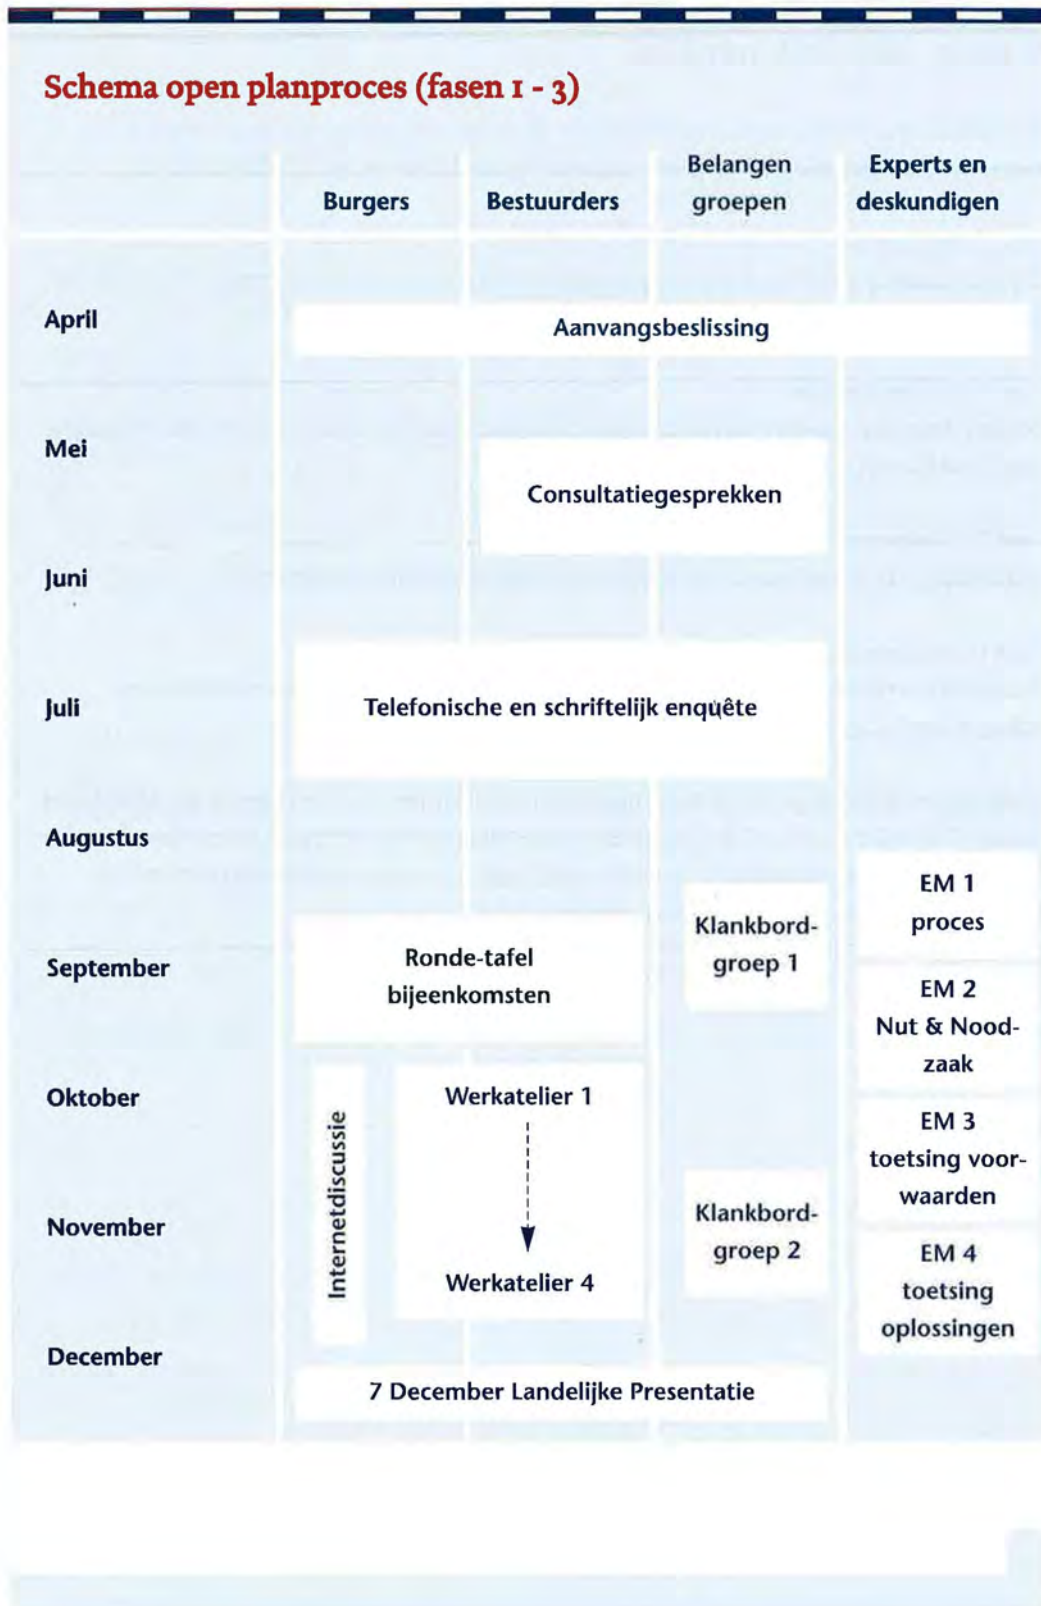 Schema open planproces (fasen 1 - 3)
Burgers
Bestuurders
Belangen
groepen
Experts en
deskundigen
April
Aanvangsbeslissing
Mei
Consultatiegesprekken
Juni
Juli
Telefonische en schriftelijk enquête
Augustus
EM 1
proces
Klankbord-
groep 1
September
Ronde-tafel
bijeenkomsten
EM 2
Nut & Nood-
zaak
Oktober
Internetdiscussie
Werkatelier 1
EM 3
toetsing voor-
waarden
November
Klankbord-
groep 2
Werkatelier 4
EM 4
toetsing
oplossingen
December
7 December Landelijke Presentatie